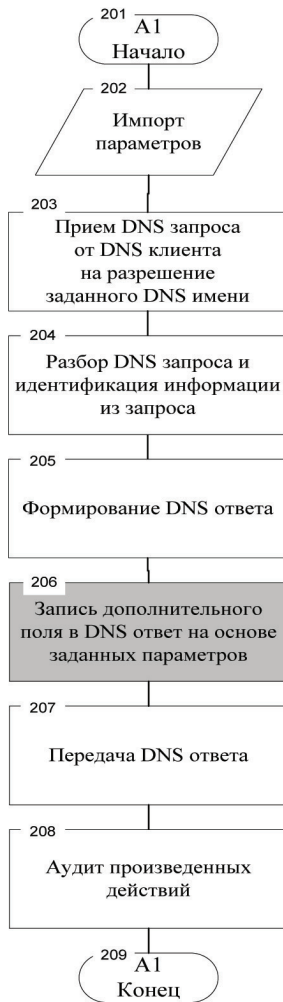 201
А1
Начало
202
Импорт
параметров
203
Прием DNS запроса
от DNS клиента
на разрешение
заданного DNS имени
204
Разбор DNS запроса и
идентификация информации
из запроса
205
Формирование DNS ответа
206
Запись дополнительного
поля в DNS ответ на основе
заданных параметров
207
Передача DNS ответа
208
Аудит произведенных
действий
209
А1
Конец